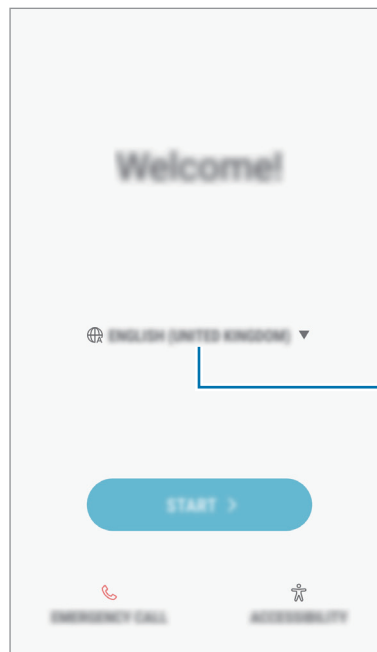 Welcome!
ENGLISH (UNITED KINGDOM)
START >
EMERGENCY CALL
ACCESSIBILITY